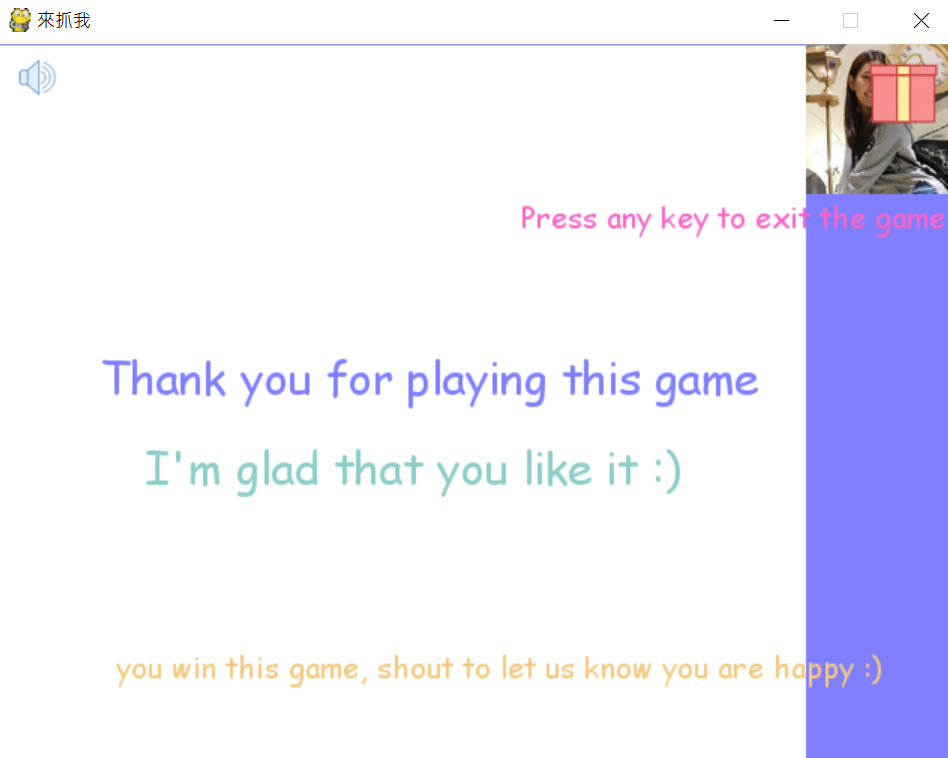 來抓我
Press any key to exit the game
Thank you for playing this game
I'm glad that you like it :)
you win this game, shout to let us know you are happy :)